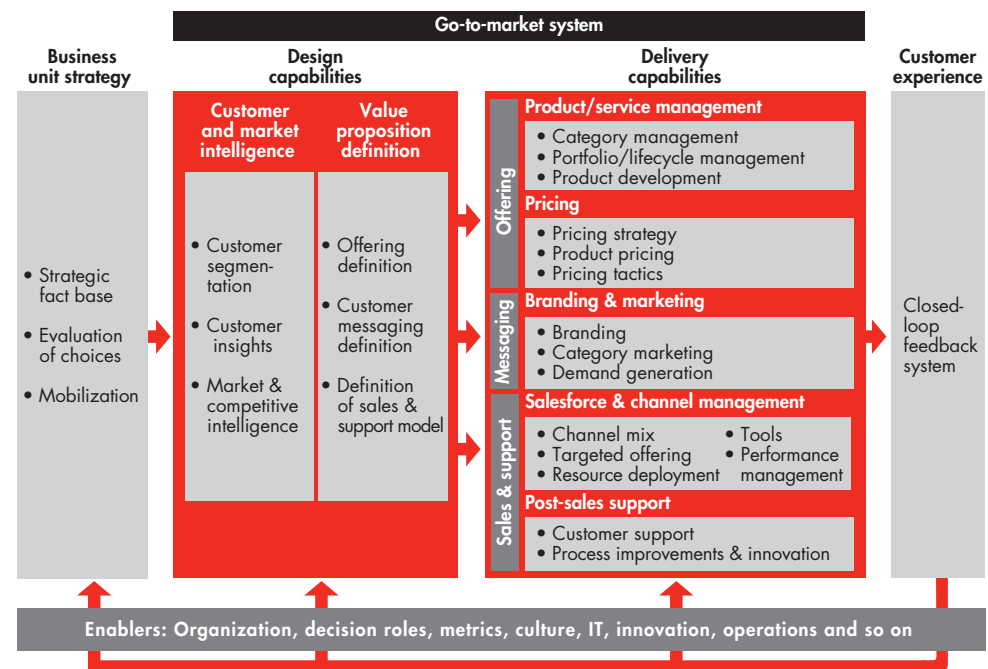 Go-to-market system
Business
unit strategy
Design
capabilities
Delivery
capabilities
Customer
experience
• Strategic
fact base
• Evaluation
of choices
• Mobilization
Customer
and market
intelligence
• Customer
segmen-
tation
• Customer
insights
• Market &
competitive
intelligence
Value
proposition
definition
• Offering
definition
• Customer
messaging
definition
• Definition
of sales &
support model
Offering
Product/service management
• Category management
• Portfolio/lifecycle management
• Product development
Pricing
• Pricing strategy
• Product pricing
• Pricing tactics
Messaging
Branding & marketing
• Branding
• Category marketing
• Demand generation
Sales & support
Salesforce & channel management
• Channel mix
• Targeted offering
• Resource deployment
• Tools
• Performance
management
Post-sales support
• Customer support
• Process improvements & innovation
Closed-
loop
feedback
system
Enablers: Organization, decision roles, metrics, culture, IT, innovation, operations and so on